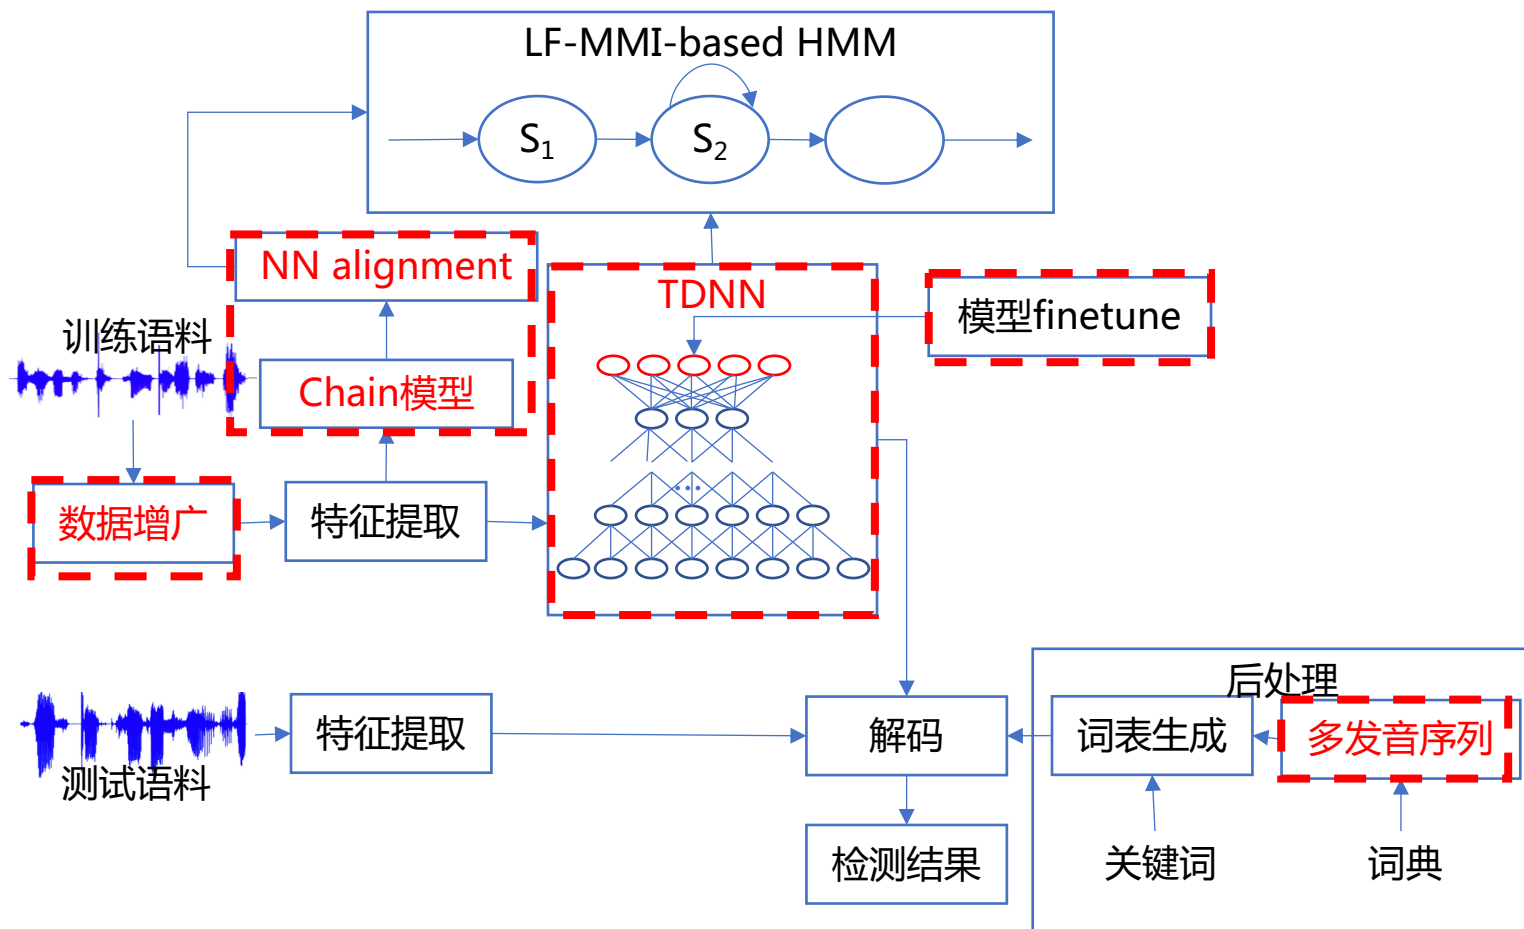 LF-MMI-based HMM
S₁
S₂
NN alignment
TDNN
模型finetune
训练语料
Chain模型
数据增广
特征提取
...
后处理
特征提取
解码
词表生成
多发音序列
测试语料
检测结果
关键词
词典